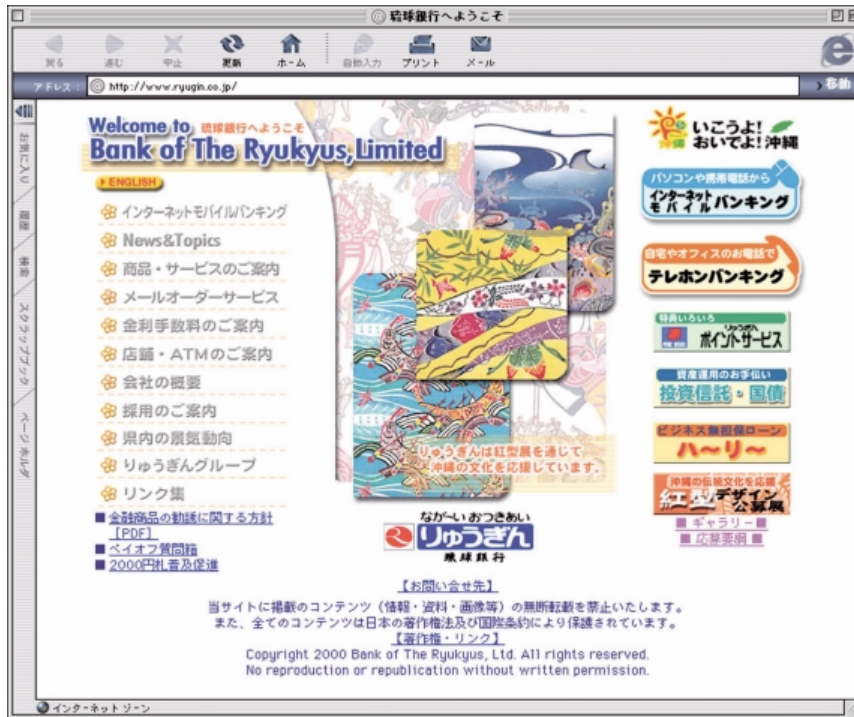 琉球銀行へようこそ
戻る 進む 中止 更新 ホーム 自動入力 プリント メール
アドレス： http://www.ryugin.co.jp/ 移動
お気に入り
履歴
検索
スクラップブック
ページ ホルダ
Welcome to 琉球銀行へようこそ
Bank of The Ryukyus,Limited
ENGLISH
インターネットモバイルバンキング
News&Topics
商品・サービスのご案内
メールオーダーサービス
金利手数料のご案内
店舗・ATMのご案内
会社の概要
採用のご案内
県内の景気動向
りゅうぎんグループ
リンク集
■ 金融商品の勧誘に関する方針
[PDF]
■ ペイオフ質問箱
■ 2000円札普及促進
りゅうぎんは紅型展を通じて
沖縄の文化を応援しています。
なが〜いおつきあい
りゅうぎん
琉球銀行
いこうよ!
おいでよ!沖縄
沖縄
パソコンや携帯電話から
インターネット
モバイル バンキング
自宅やオフィスのお電話で
テレホンバンキング
特典いろいろ
りゅうぎん
ポイントサービス
資産運用のお手伝い
投資信託・国債
ビジネス無担保ローン
ハ〜リ〜
沖縄の伝統文化を応援
紅型デザイン
公募展
■ ギャラリー ■
■ 応募要綱 ■
【お問い合せ先】
当サイトに掲載のコンテンツ（情報・資料・画像等）の無断転載を禁止いたします。
また、全てのコンテンツは日本の著作権法及び国際条約により保護されています。
【著作権・リンク】
Copyright 2000 Bank of The Ryukyus, Ltd. All rights reserved.
No reproduction or republication without written permission.
インターネット ゾーン